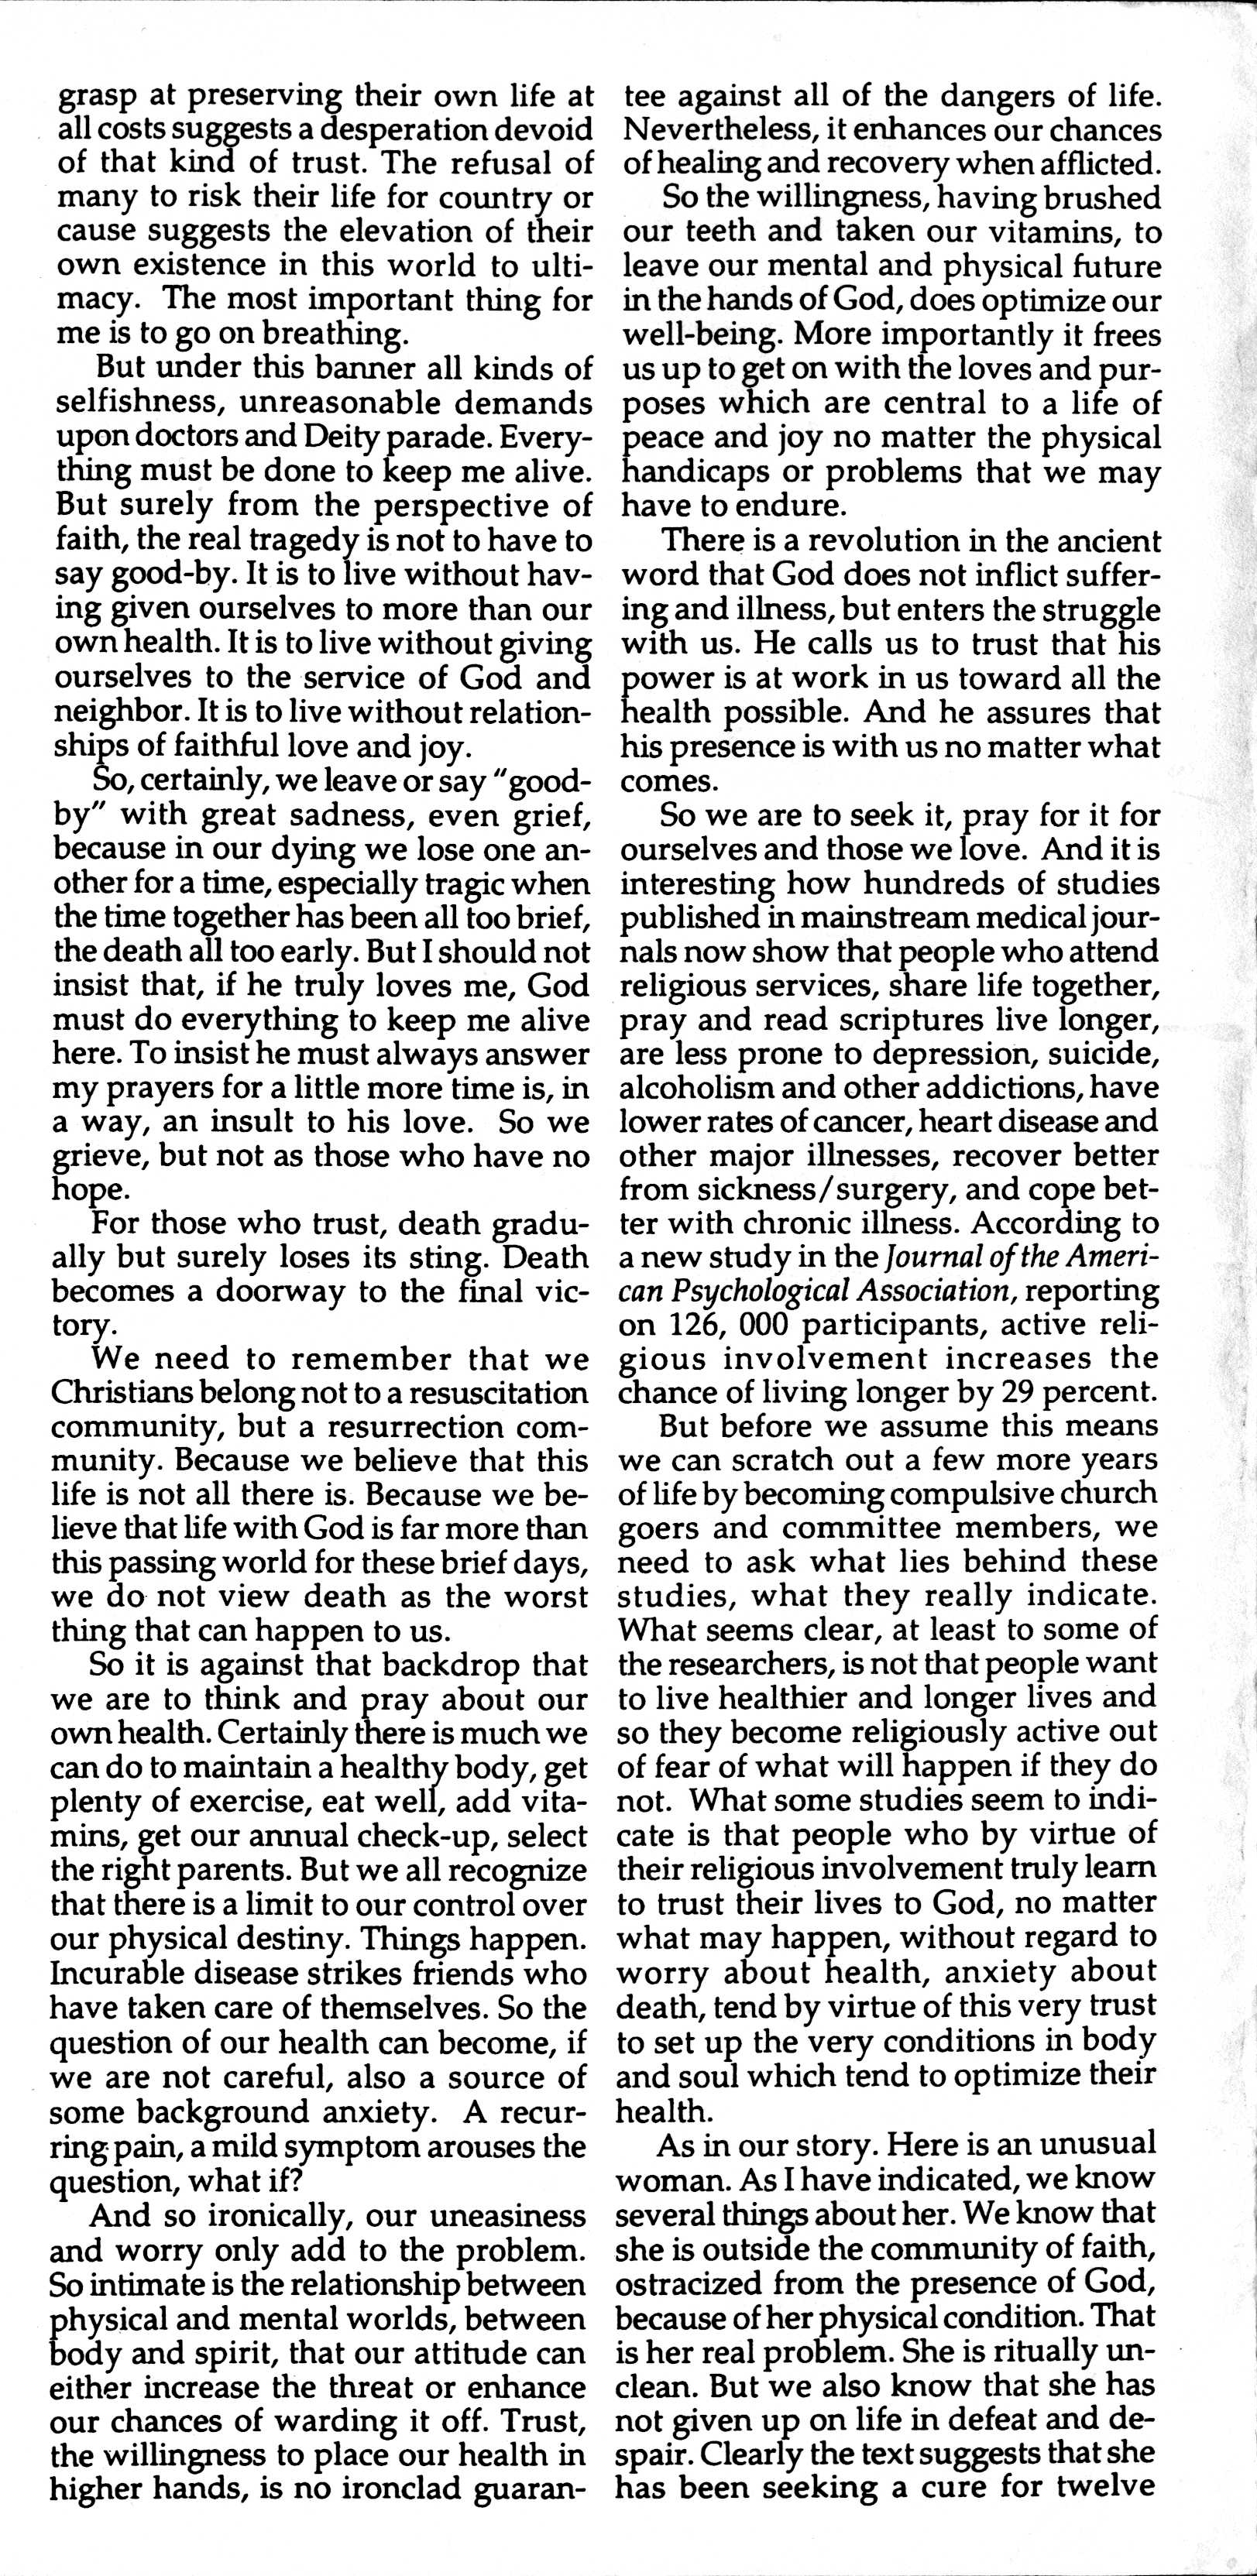 grasp at preserving their own life at
all costs suggests a desperation devoid
of that kind of trust. The refusal of
many to risk their life for country or
cause suggests the elevation of their
own existence in this world to ulti-
macy. The most important thing for
me is to go on breathing.
But under this banner all kinds of
selfishness, unreasonable demands
upon doctors and Deity parade. Every-
thing must be done to keep me alive.
But surely from the perspective of
faith, the real tragedy is not to have to
say good-by. It is to live without hav-
ing given ourselves to more than our
own health. It is to live without giving
ourselves to the service of God and
neighbor. It is to live without relation-
ships of faithful love and joy.
So, certainly, we leave or say "good-
by" with great sadness, even grief,
because in our dying we lose one an-
other for a time, especially tragic when
the time together has been all too brief,
the death all too early. But I should not
insist that, if he truly loves me, God
must do everything to keep me alive
here. To insist he must always answer
my prayers for a little more time is, in
a way, an insult to his love. So we
grieve, but not as those who have no
hope.
For those who trust, death gradu-
ally but surely loses its sting. Death
becomes a doorway to the final vic-
tory.
We need to remember that we
Christians belong not to a resuscitation
community, but a resurrection com-
munity. Because we believe that this
life is not all there is. Because we be-
lieve that life with God is far more than
this passing world for these brief days,
we do not view death as the worst
thing that can happen to us.
So it is against that backdrop that
we are to think and pray about our
own health. Certainly there is much we
can do to maintain a healthy body, get
plenty of exercise, eat well, add vita-
mins, get our annual check-up, select
the right parents. But we all recognize
that there is a limit to our control over
our physical destiny. Things happen.
Incurable disease strikes friends who
have taken care of themselves. So the
question of our health can become, if
we are not careful, also a source of
some background anxiety. A recur-
ring pain, a mild symptom arouses the
question, what if?
And so ironically, our uneasiness
and worry only add to the problem.
So intimate is the relationship between
physical and mental worlds, between
body and spirit, that our attitude can
either increase the threat or enhance
our chances of warding it off. Trust,
the willingness to place our health in
higher hands, is no ironclad guaran-
tee against all of the dangers of life.
Nevertheless, it enhances our chances
of healing and recovery when afflicted.
So the willingness, having brushed
our teeth and taken our vitamins, to
leave our mental and physical future
in the hands of God, does optimize our
well-being. More importantly it frees
us up to get on with the loves and pur-
poses which are central to a life of
peace and joy no matter the physical
handicaps or problems that we may
have to endure.
There is a revolution in the ancient
word that God does not inflict suffer-
ing and illness, but enters the struggle
with us. He calls us to trust that his
power is at work in us toward all the
health possible. And he assures that
his presence is with us no matter what
comes.
So we are to seek it, pray for it for
ourselves and those we love. And it is
interesting how hundreds of studies
published in mainstream medical jour-
nals now show that people who attend
religious services, share life together,
pray and read scriptures live longer,
are less prone to depression, suicide,
alcoholism and other addictions, have
lower rates of cancer, heart disease and
other major illnesses, recover better
from sickness/surgery, and cope bet-
ter with chronic illness. According to
a new study in the Journal of the Ameri-
can Psychological Association, reporting
on 126, 000 participants, active reli-
gious involvement increases the
chance of living longer by 29 percent.
But before we assume this means
we can scratch out a few more years
of life by becoming compulsive church
goers and committee members, we
need to ask what lies behind these
studies, what they really indicate.
What seems clear, at least to some of
the researchers, is not that people want
to live healthier and longer lives and
so they become religiously active out
of fear of what will happen if they do
not. What some studies seem to indi-
cate is that people who by virtue of
their religious involvement truly learn
to trust their lives to God, no matter
what may happen, without regard to
worry about health, anxiety about
death, tend by virtue of this very trust
to set up the very conditions in body
and soul which tend to optimize their
health.
As in our story. Here is an unusual
woman. As I have indicated, we know
several things about her. We know that
she is outside the community of faith,
ostracized from the presence of God,
because of her physical condition. That
is her real problem. She is ritually un-
clean. But we also know that she has
not given up on life in defeat and de-
spair. Clearly the text suggests that she
has been seeking a cure for twelve